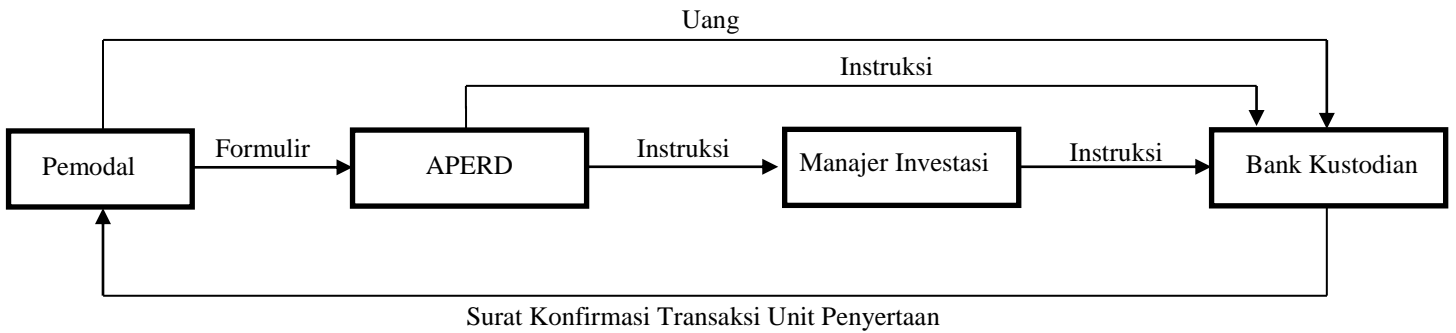 Uang
Instruksi
Pemodal
Formulir
APERD
Instruksi
Manajer Investasi
Instruksi
Bank Kustodian
Surat Konfirmasi Transaksi Unit Penyertaan